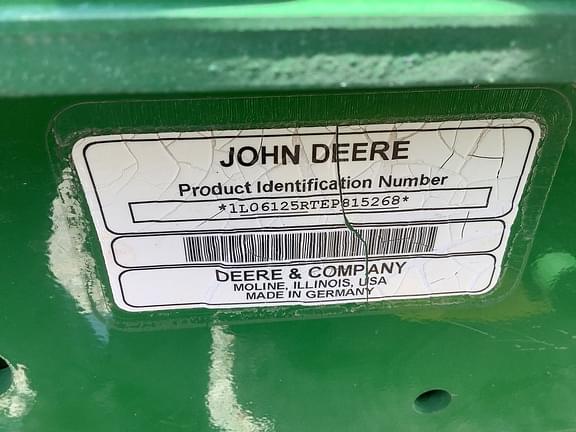 JOHN DEERE
Product Identification Number
*1L06125RTEP815268*
DEERE & COMPANY
MOLINE, ILLINOIS, USA
MADE IN GERMANY